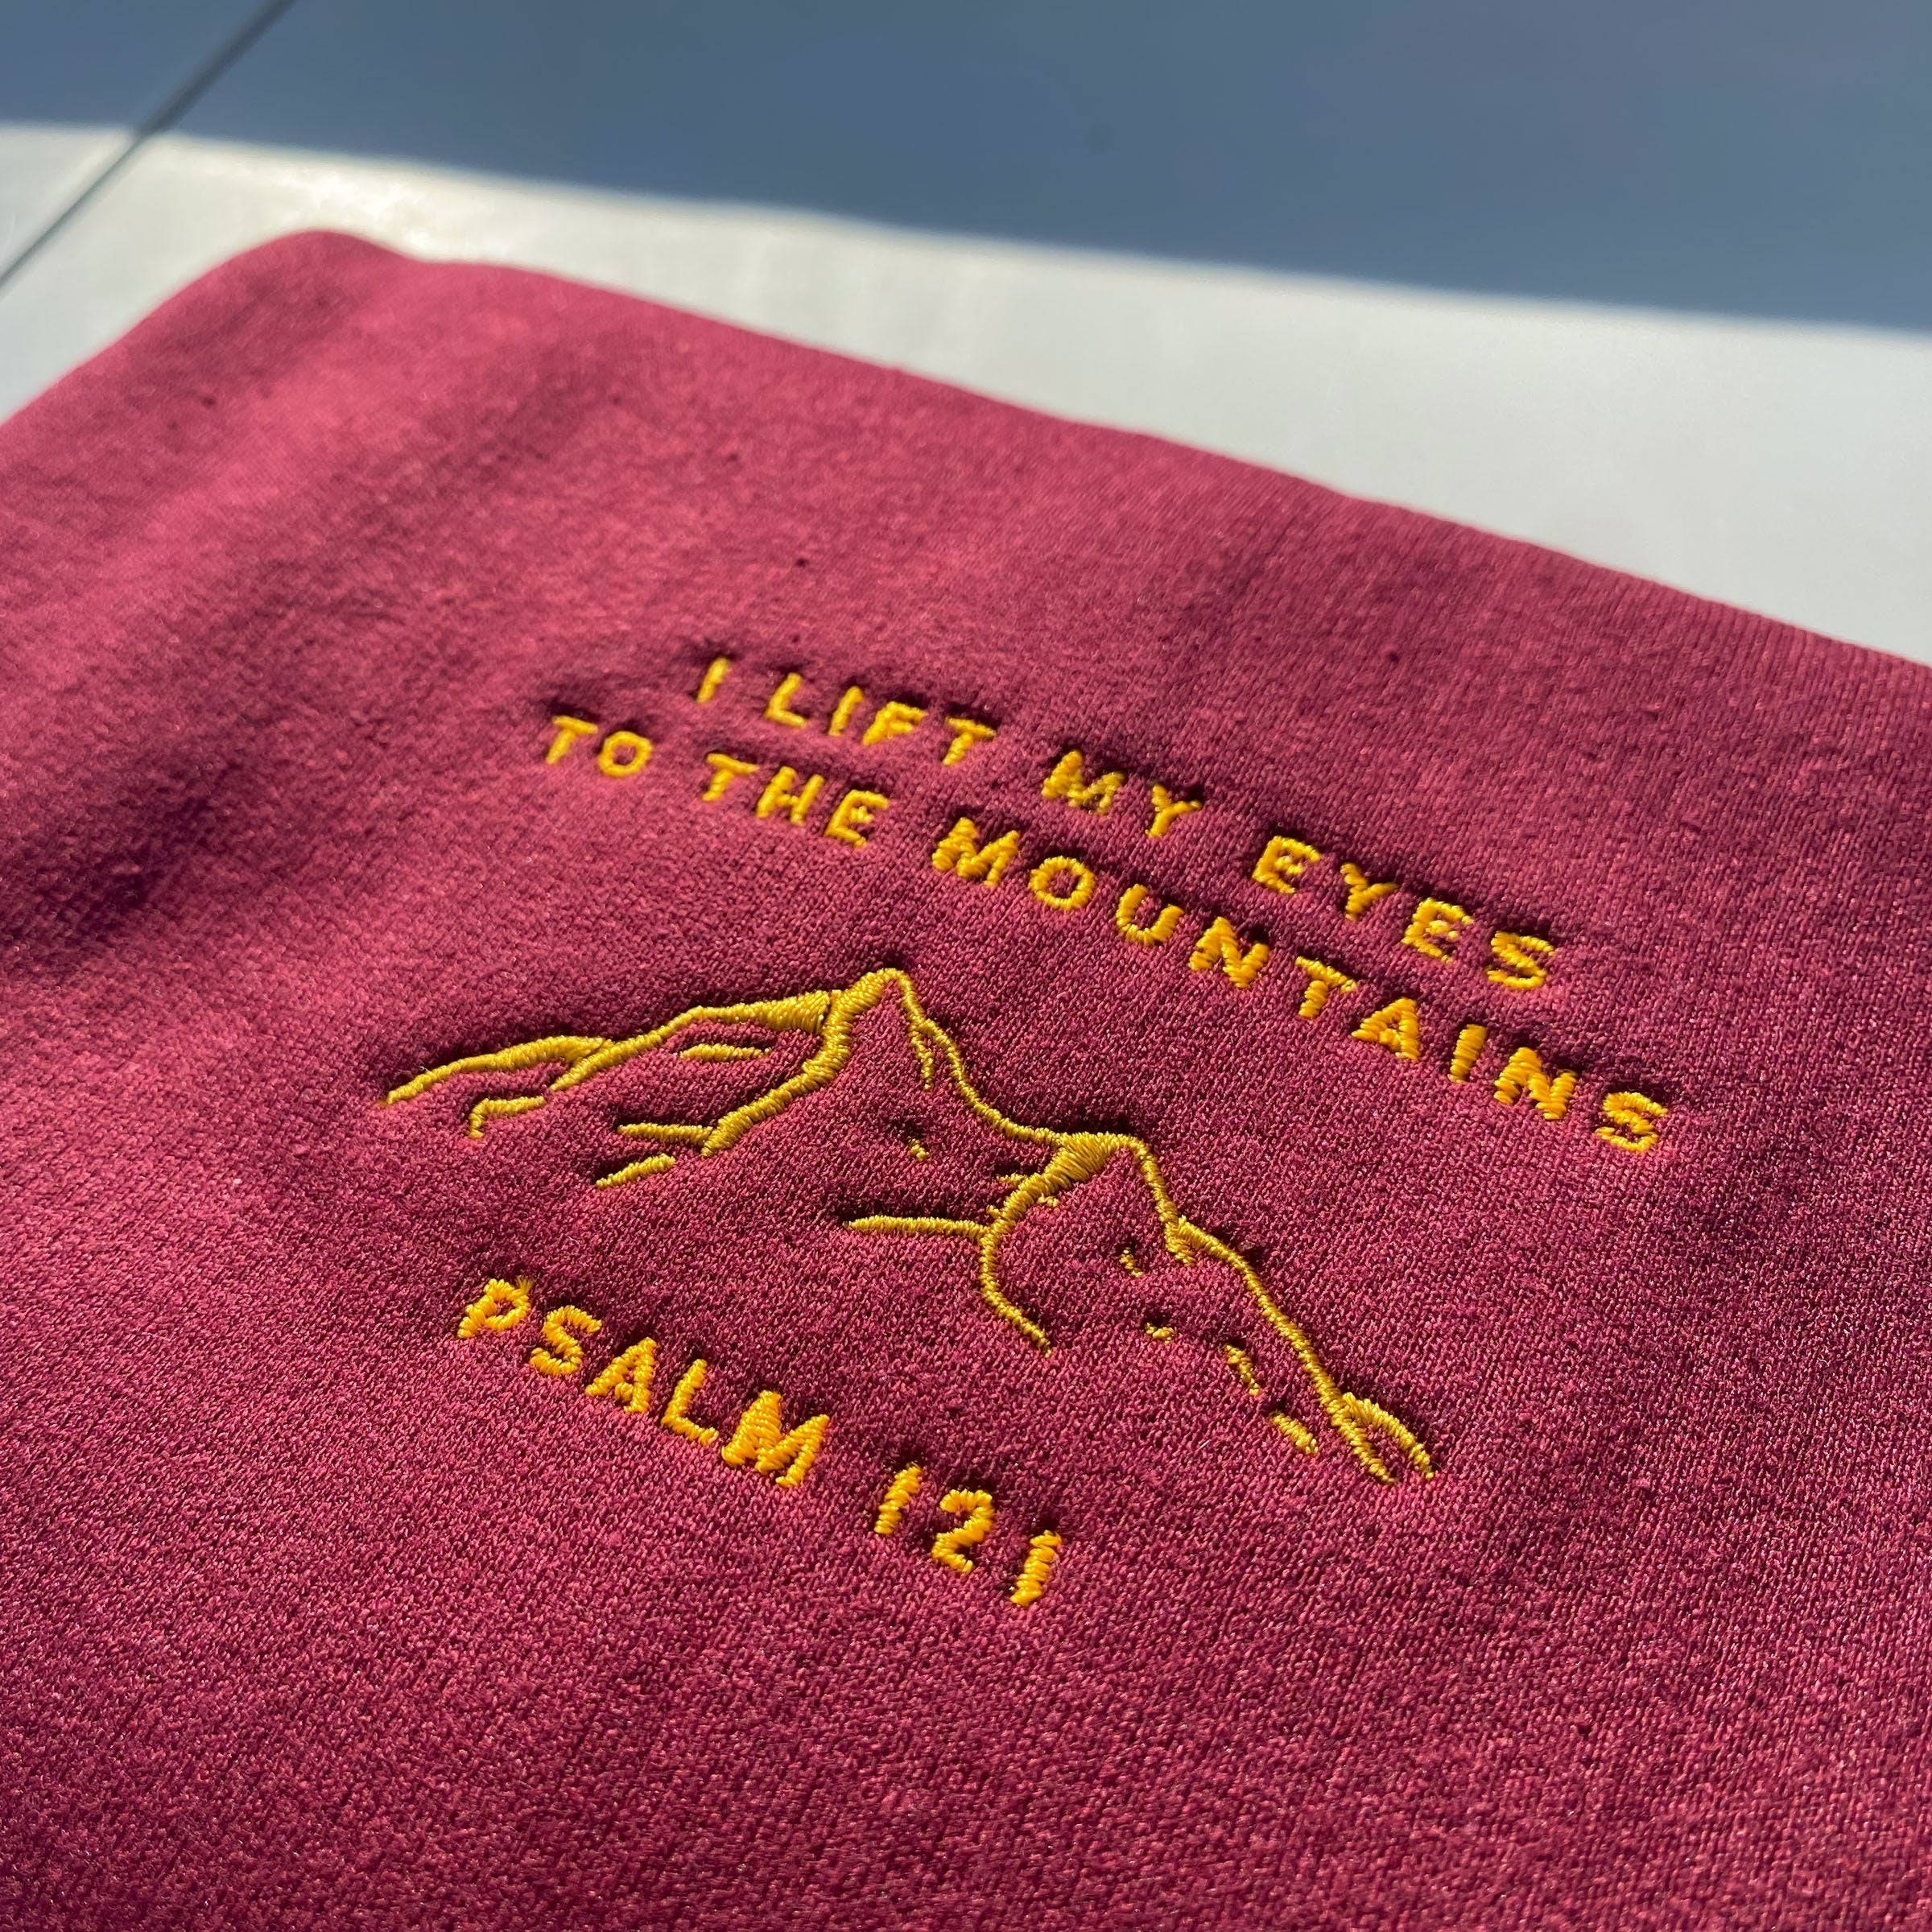 I LIFT MY EYES
TO THE MOUNTAINS
PSALM 121